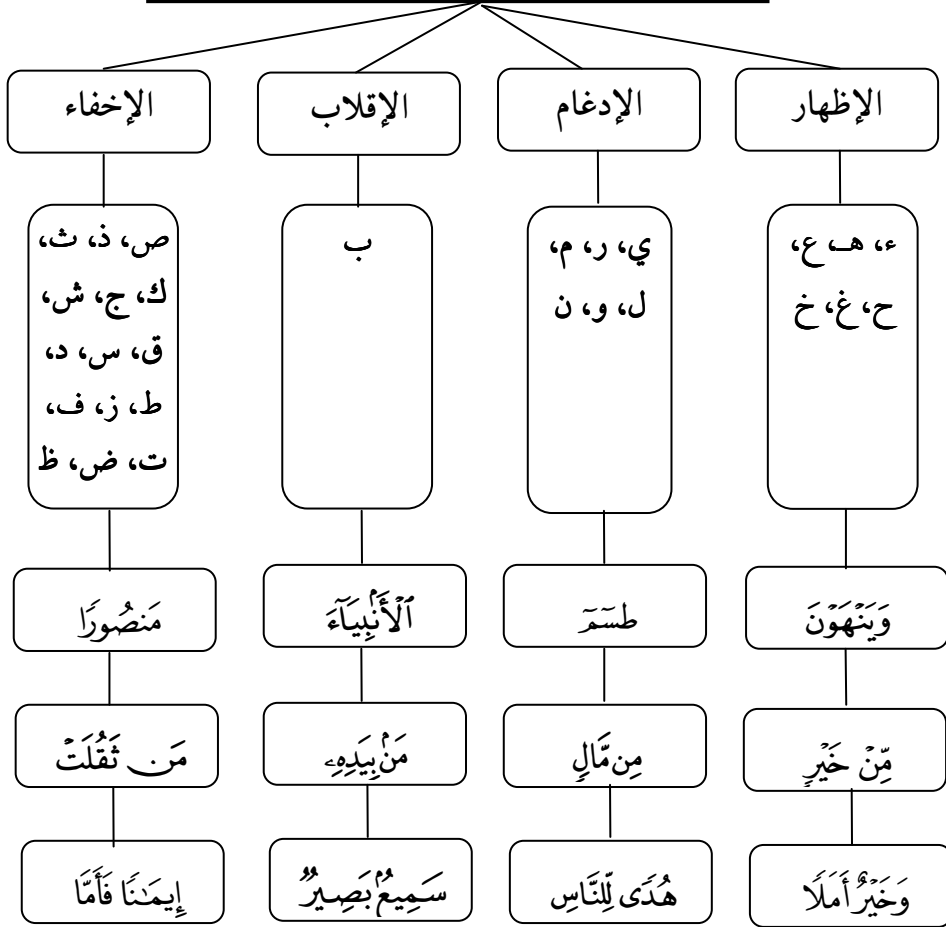 الإظهار
الإدغام
الإقلاب
الإخفاء
ء، هـ، ع،
ح، غ، خ
ي، ر، م،
ل، و، ن
ب
ص، ذ، ث،
ك، ج، ش،
ق، س، د،
ط، ز، ف،
ت، ض، ظ
وَيَنۡهَوۡنَ
طسٓمٓ
ٱلۡأَنۢبِيَآءَ
مَنصُورٗا
مِّنۡ خَيۡرٖ
مِن مَّالٖ
مَنۢ بِيَدِهِۦ
مَن ثَقُلَتۡ
وَخَيۡرٌ أَمَلٗا
هُدٗى لِّلنَّاسِ
سَمِيعُۢ بَصِيرٞ
إِيمَٰنٗا فَأَمَّا